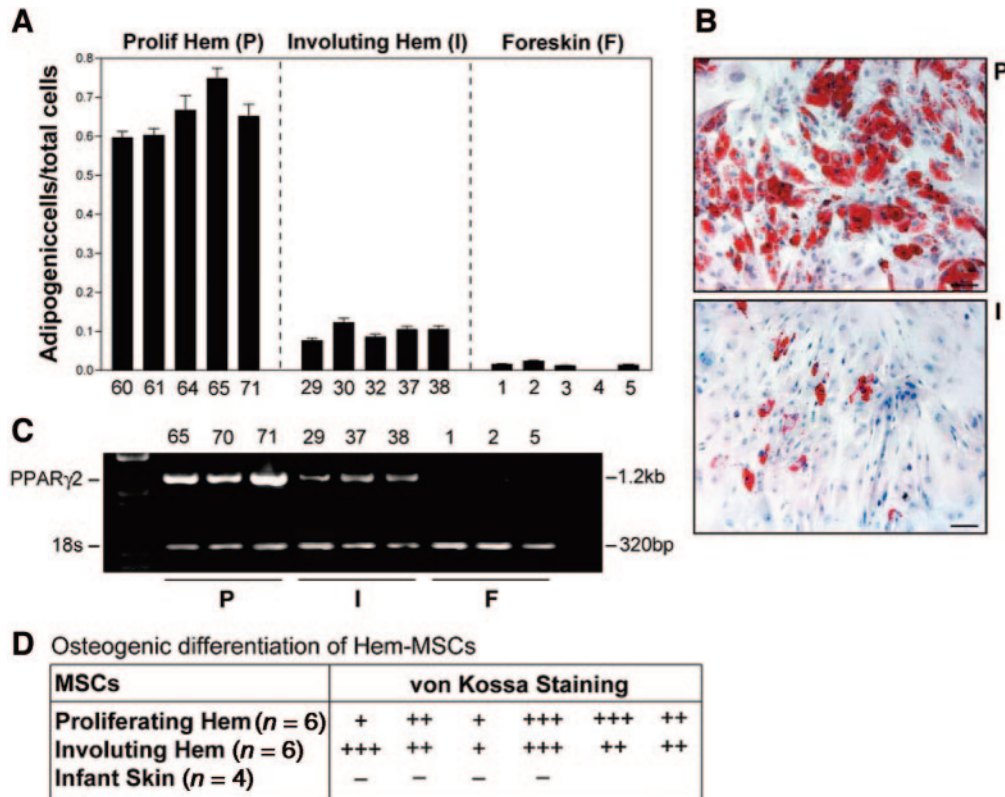 A
Prolif Hem (P) Involuting Hem (I) Foreskin (F)
Adipogeniccells/total cells
0.8
0.7
0.6
0.5
0.4
0.3
0.2
0.1
0
60 61 64 65 71 29 30 32 37 38 1 2 3 4 5
B
P
I
C
65 70 71 29 37 38 1 2 5
PPARγ2 – –1.2kb
18s – –320bp
P I F
D Osteogenic differentiation of Hem-MSCs
MSCs von Kossa Staining
Proliferating Hem (n = 6) + ++ + +++ +++ ++
Involuting Hem (n = 6) +++ ++ + +++ ++ ++
Infant Skin (n = 4) – – – –